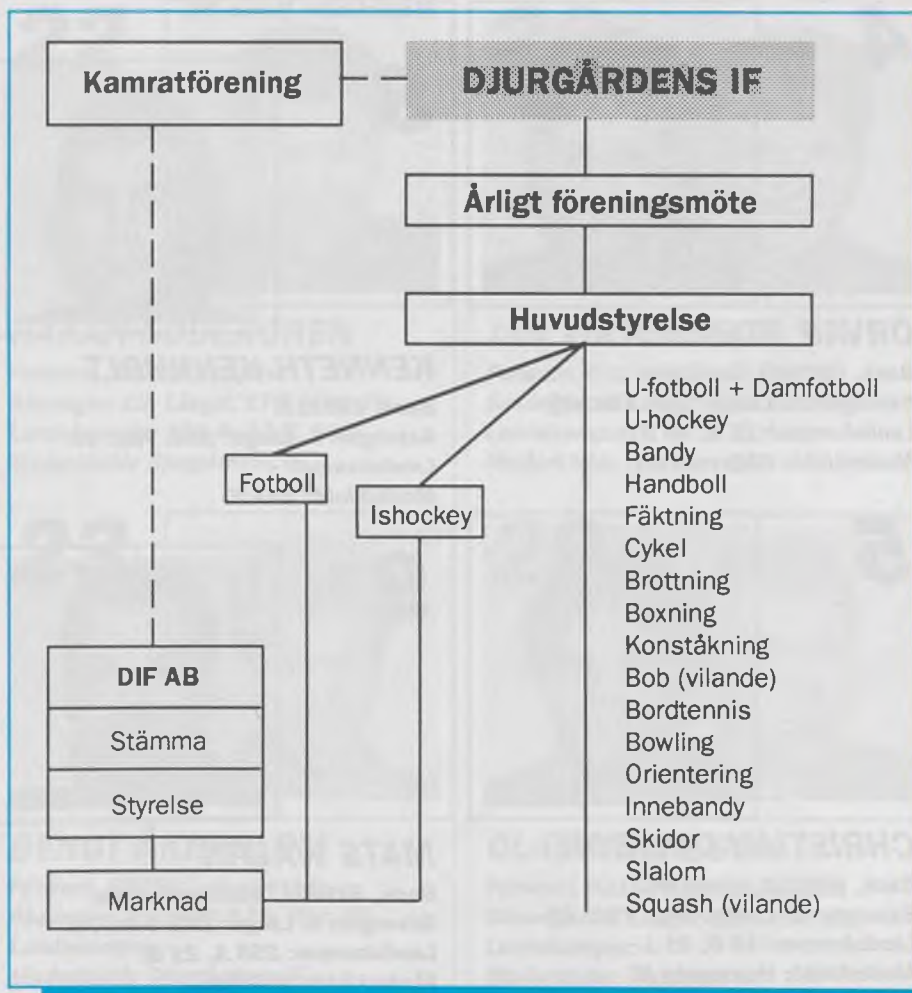 Kamratförening
DJURGÅRDENS IF
Årligt föreningsmöte
Huvudstyrelse
Fotboll
Ishockey
U-fotboll + Damfotboll
U-hockey
Bandy
Handboll
Fäktning
Cykel
Brottning
Boxning
Konståkning
Bob (vilande)
Bordtennis
Bowling
Orientering
Innebandy
Skidor
Slalom
Squash (vilande)
DIF AB
Stämma
Styrelse
Marknad